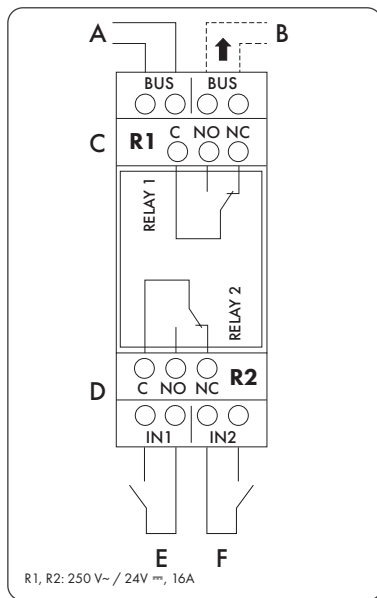 A B
BUS BUS
C R1 C NO NC
RELAY 1
RELAY 2
D C NO NC R2
IN1 IN2
E F
R1, R2: 250 V~ / 24V ⎓, 16A